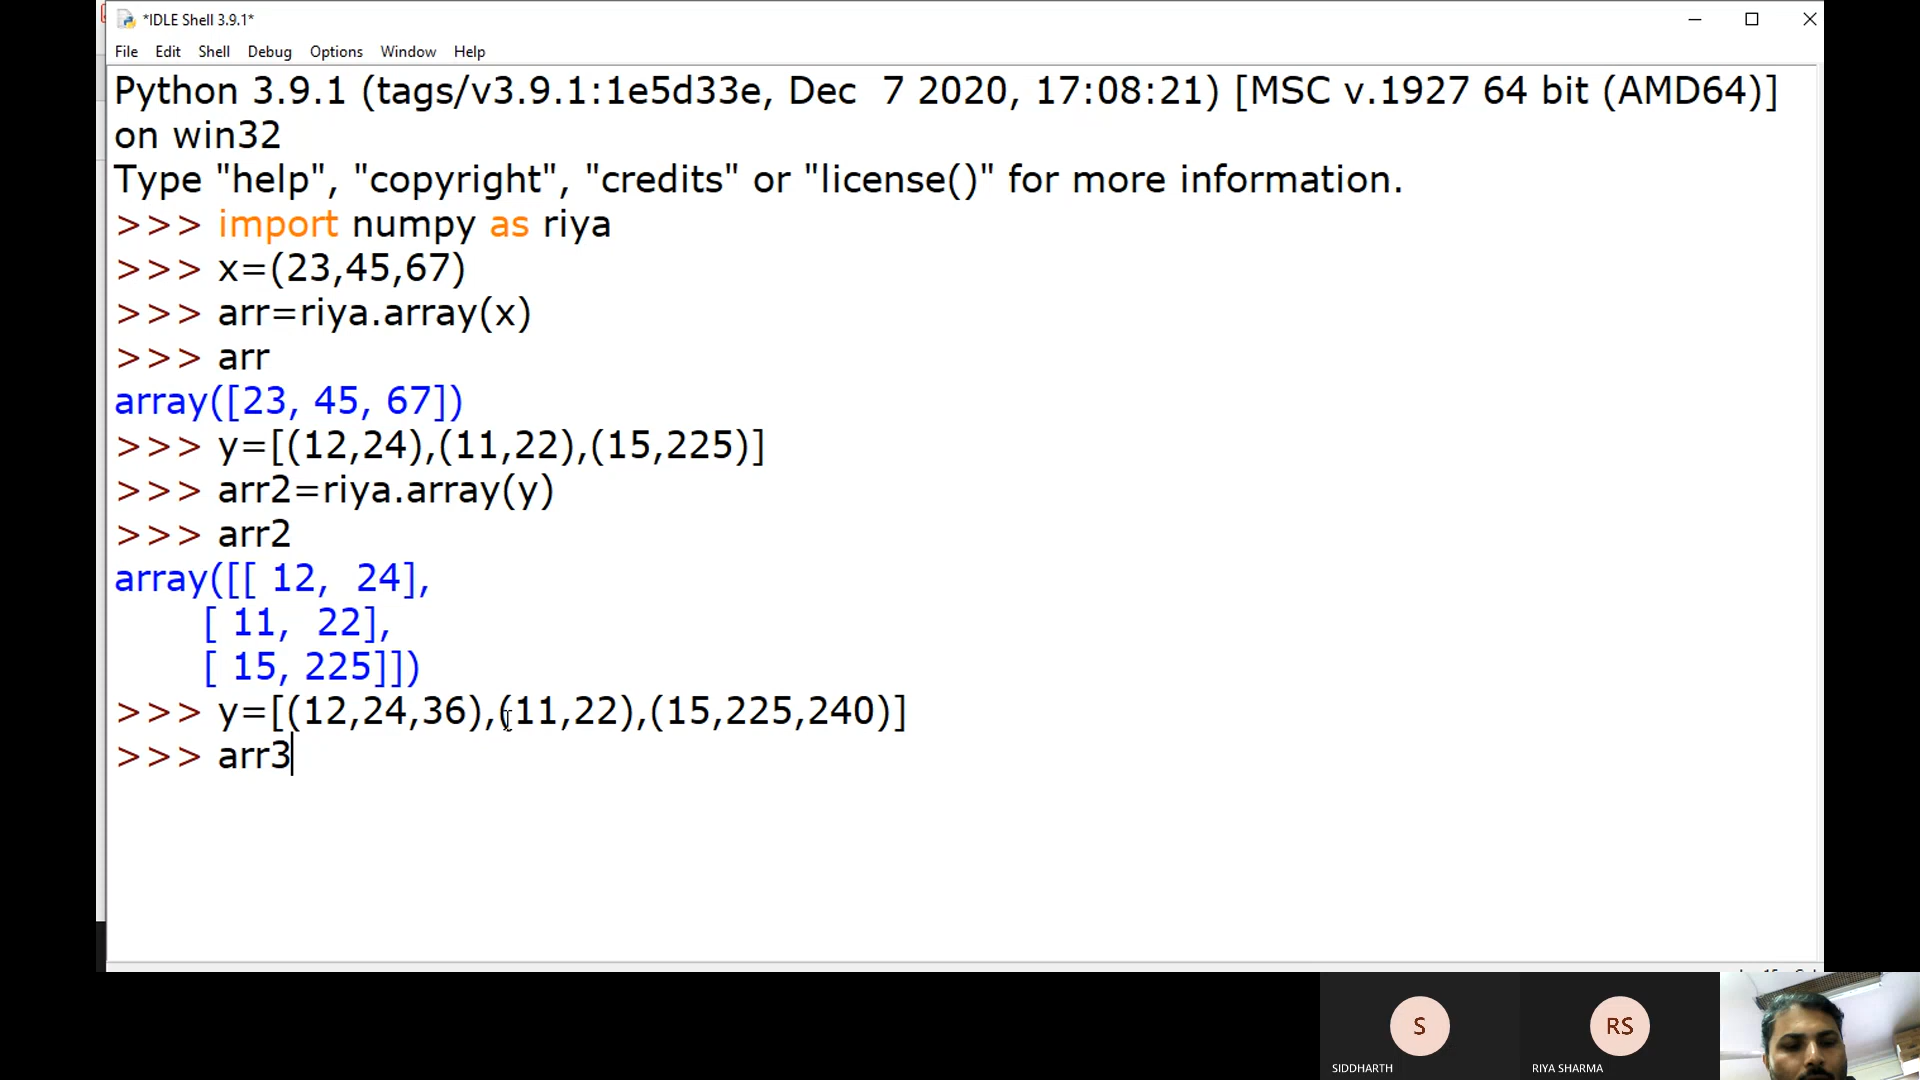 *IDLE Shell 3.9.1*
File Edit Shell Debug Options Window Help
Python 3.9.1 (tags/v3.9.1:1e5d33e, Dec  7 2020, 17:08:21) [MSC v.1927 64 bit (AMD64)]
on win32
Type "help", "copyright", "credits" or "license()" for more information.
>>> import numpy as riya
>>> x=(23,45,67)
>>> arr=riya.array(x)
>>> arr
array([23, 45, 67])
>>> y=[(12,24),(11,22),(15,225)]
>>> arr2=riya.array(y)
>>> arr2
array([[ 12,  24],
[ 11,  22],
[ 15, 225]])
>>> y=[(12,24,36),(11,22),(15,225,240)]
>>> arr3
S RS
SIDDHARTH RIYA SHARMA